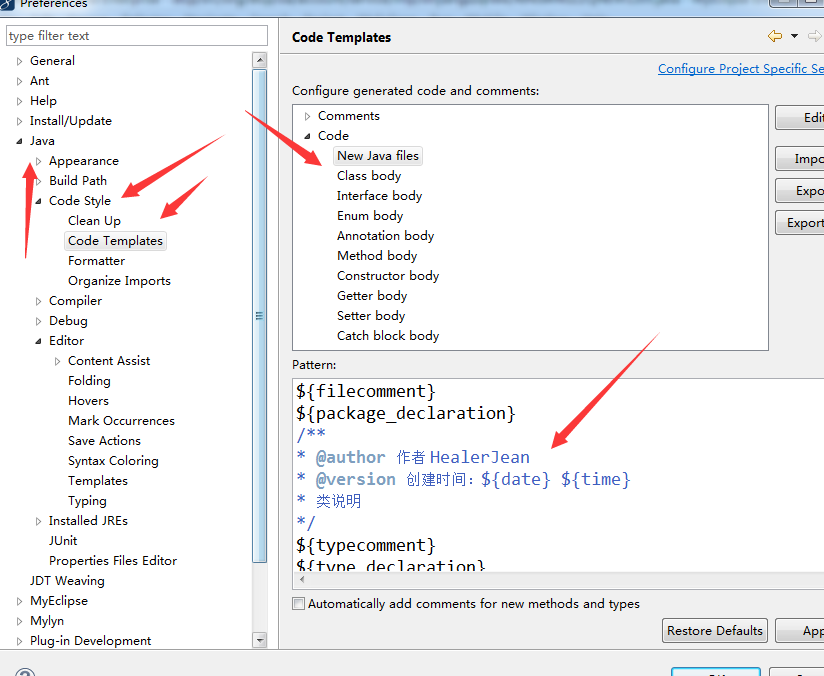 Preferences
type filter text
General
Ant
Help
Install/Update
Java
Appearance
Build Path
Code Style
Clean Up
Code Templates
Formatter
Organize Imports
Compiler
Debug
Editor
Content Assist
Folding
Hovers
Mark Occurrences
Save Actions
Syntax Coloring
Templates
Typing
Installed JREs
JUnit
Properties Files Editor
JDT Weaving
MyEclipse
Mylyn
Plug-in Development
Code Templates
Configure Project Specific Se
Configure generated code and comments:
Comments
Code
New Java files
Class body
Interface body
Enum body
Annotation body
Method body
Constructor body
Getter body
Setter body
Catch block body
Edit
Impo
Expo
Export
Pattern:
${filecomment}
${package_declaration}
/**
* @author 作者 HealerJean
* @version 创建时间：${date} ${time}
* 类说明
*/
${typecomment}
${type_declaration}
Automatically add comments for new methods and types
Restore Defaults
App